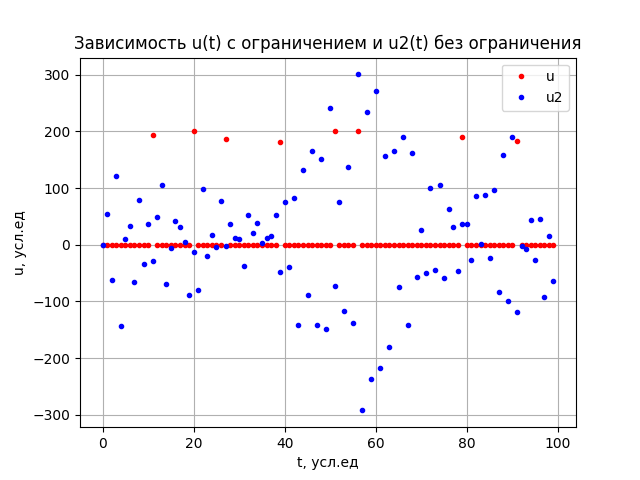 Зависимость u(t) с ограничением и u2(t) без ограничения
u
u2
300
200
100
0
−100
−200
−300
u, усл.ед
0 20 40 60 80 100
t, усл.ед